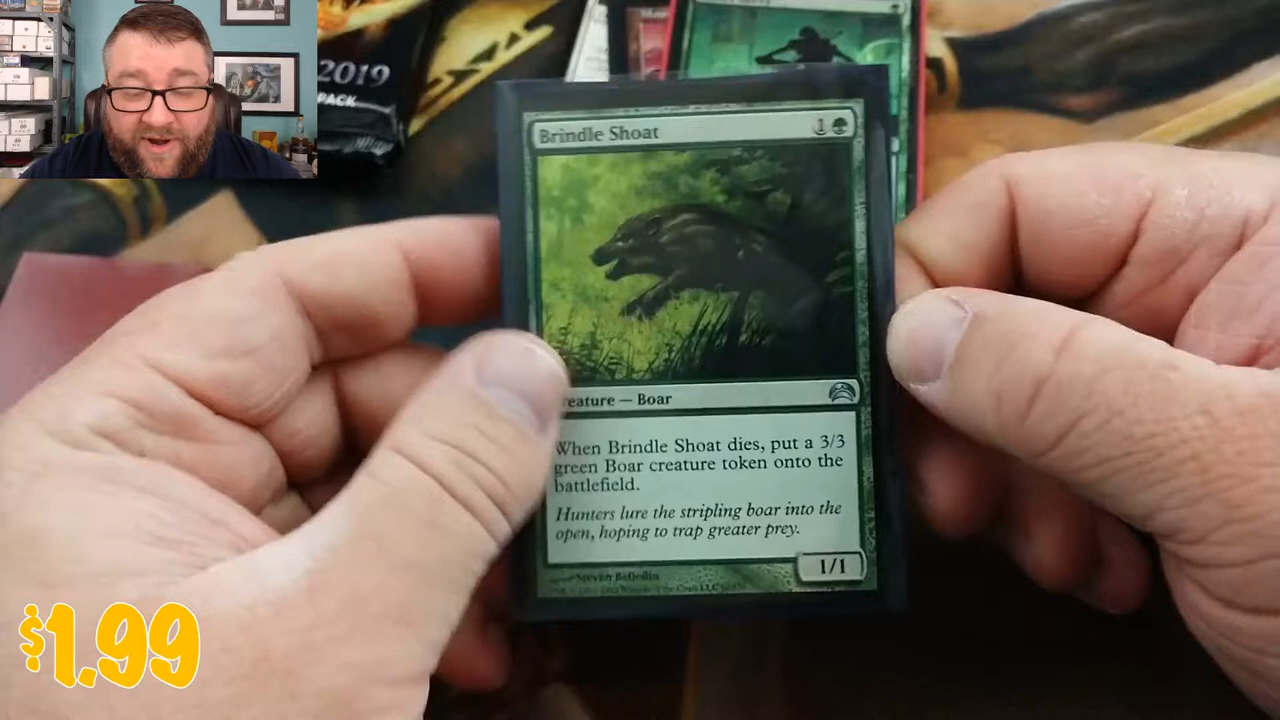 2019
PACK
Brindle Shoat
1
reature — Boar
When Brindle Shoat dies, put a 3/3
green Boar creature token onto the
battlefield.
Hunters lure the stripling boar into the
open, hoping to trap greater prey.
1/1
Steven Belledin
$1.99